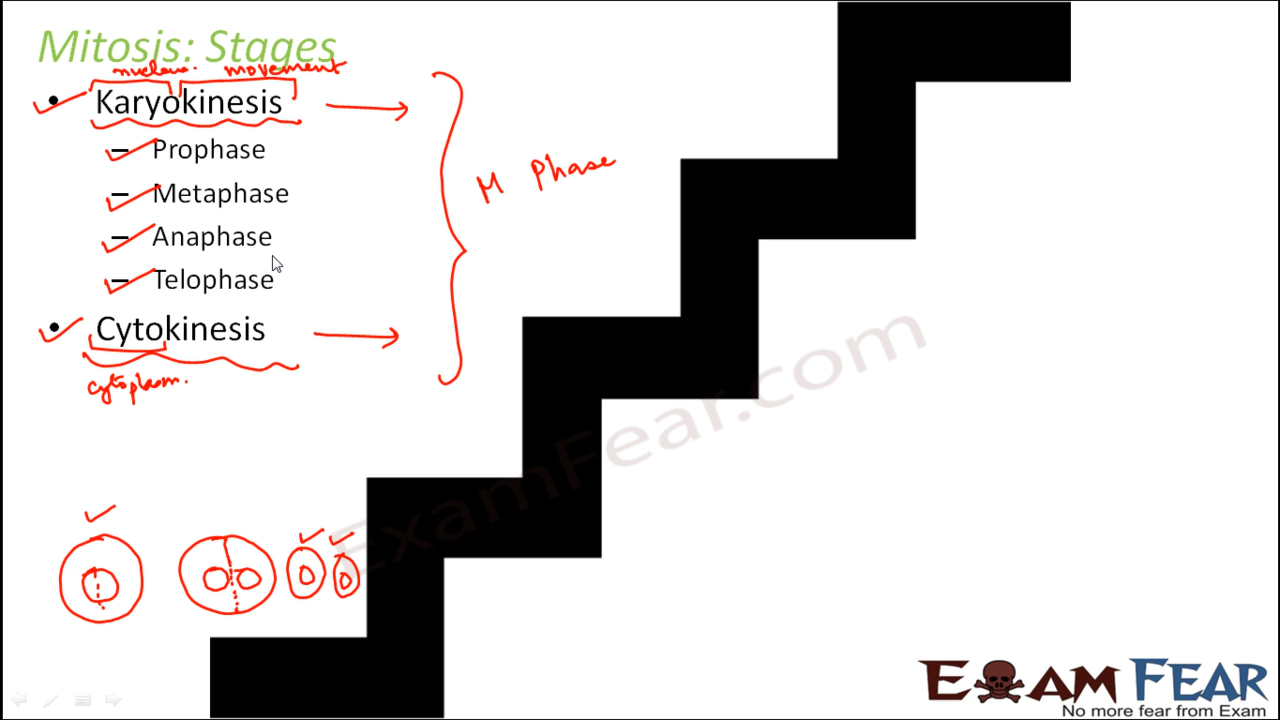 Mitosis: Stages
nucleus. movement
• Karyokinesis
– Prophase
– Metaphase
– Anaphase
– Telophase
• Cytokinesis
cytoplasm.
M Phase
ExamFear.com
EXAM FEAR
No more fear from Exam